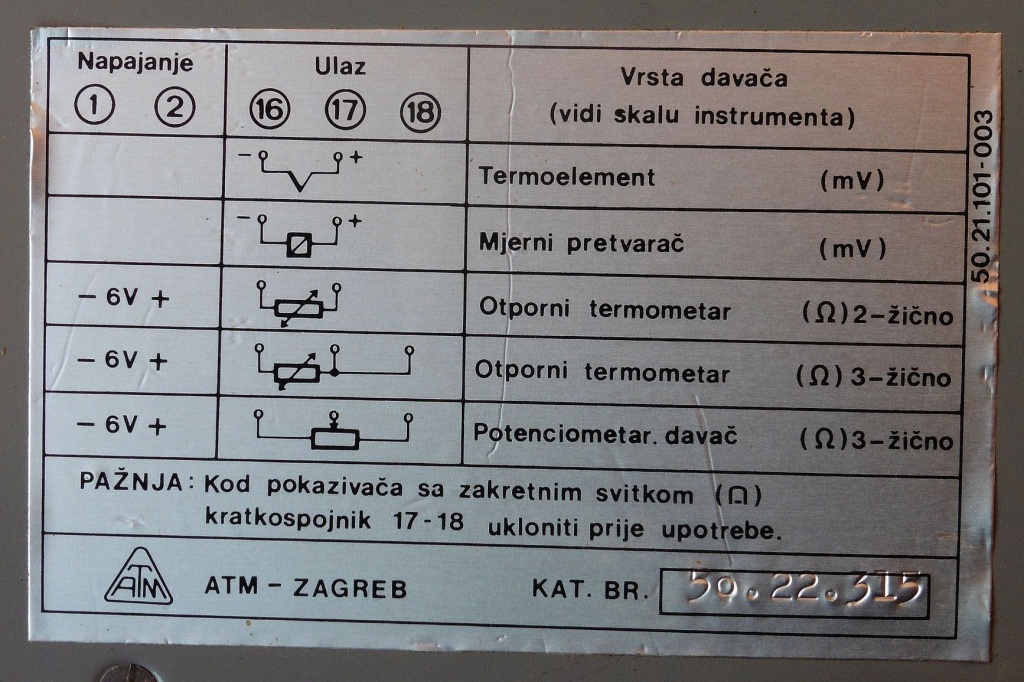 Napajanje Ulaz Vrsta davača
1 2 16 17 18 (vidi skalu instrumenta)
- + Termoelement (mV)
- + Mjerni pretvarač (mV)
- 6V + Otporni termometar (Ω) 2-žično
- 6V + Otporni termometar (Ω) 3-žično
- 6V + Potenciometar. davač (Ω) 3-žično
PAŽNJA: Kod pokazivača sa zakretnim svitkom (⩍)
kratkospojnik 17-18 ukloniti prije upotrebe.
ATM ATM - ZAGREB KAT. BR. 50.22.315
50.21.101-003